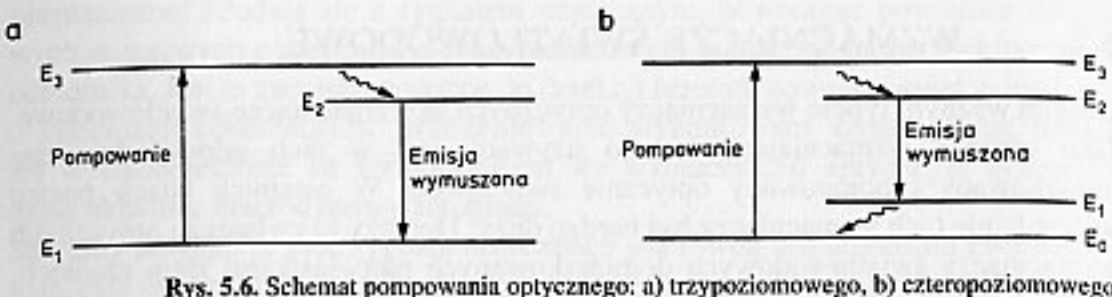 a
E₃
E₂
Pompowanie
Emisja
wymuszona
E₁
b
E₃
E₂
Pompowanie
Emisja
wymuszona
E₁
E₀
Rys. 5.6. Schemat pompowania optycznego: a) trzypoziomowego, b) czteropoziomowego